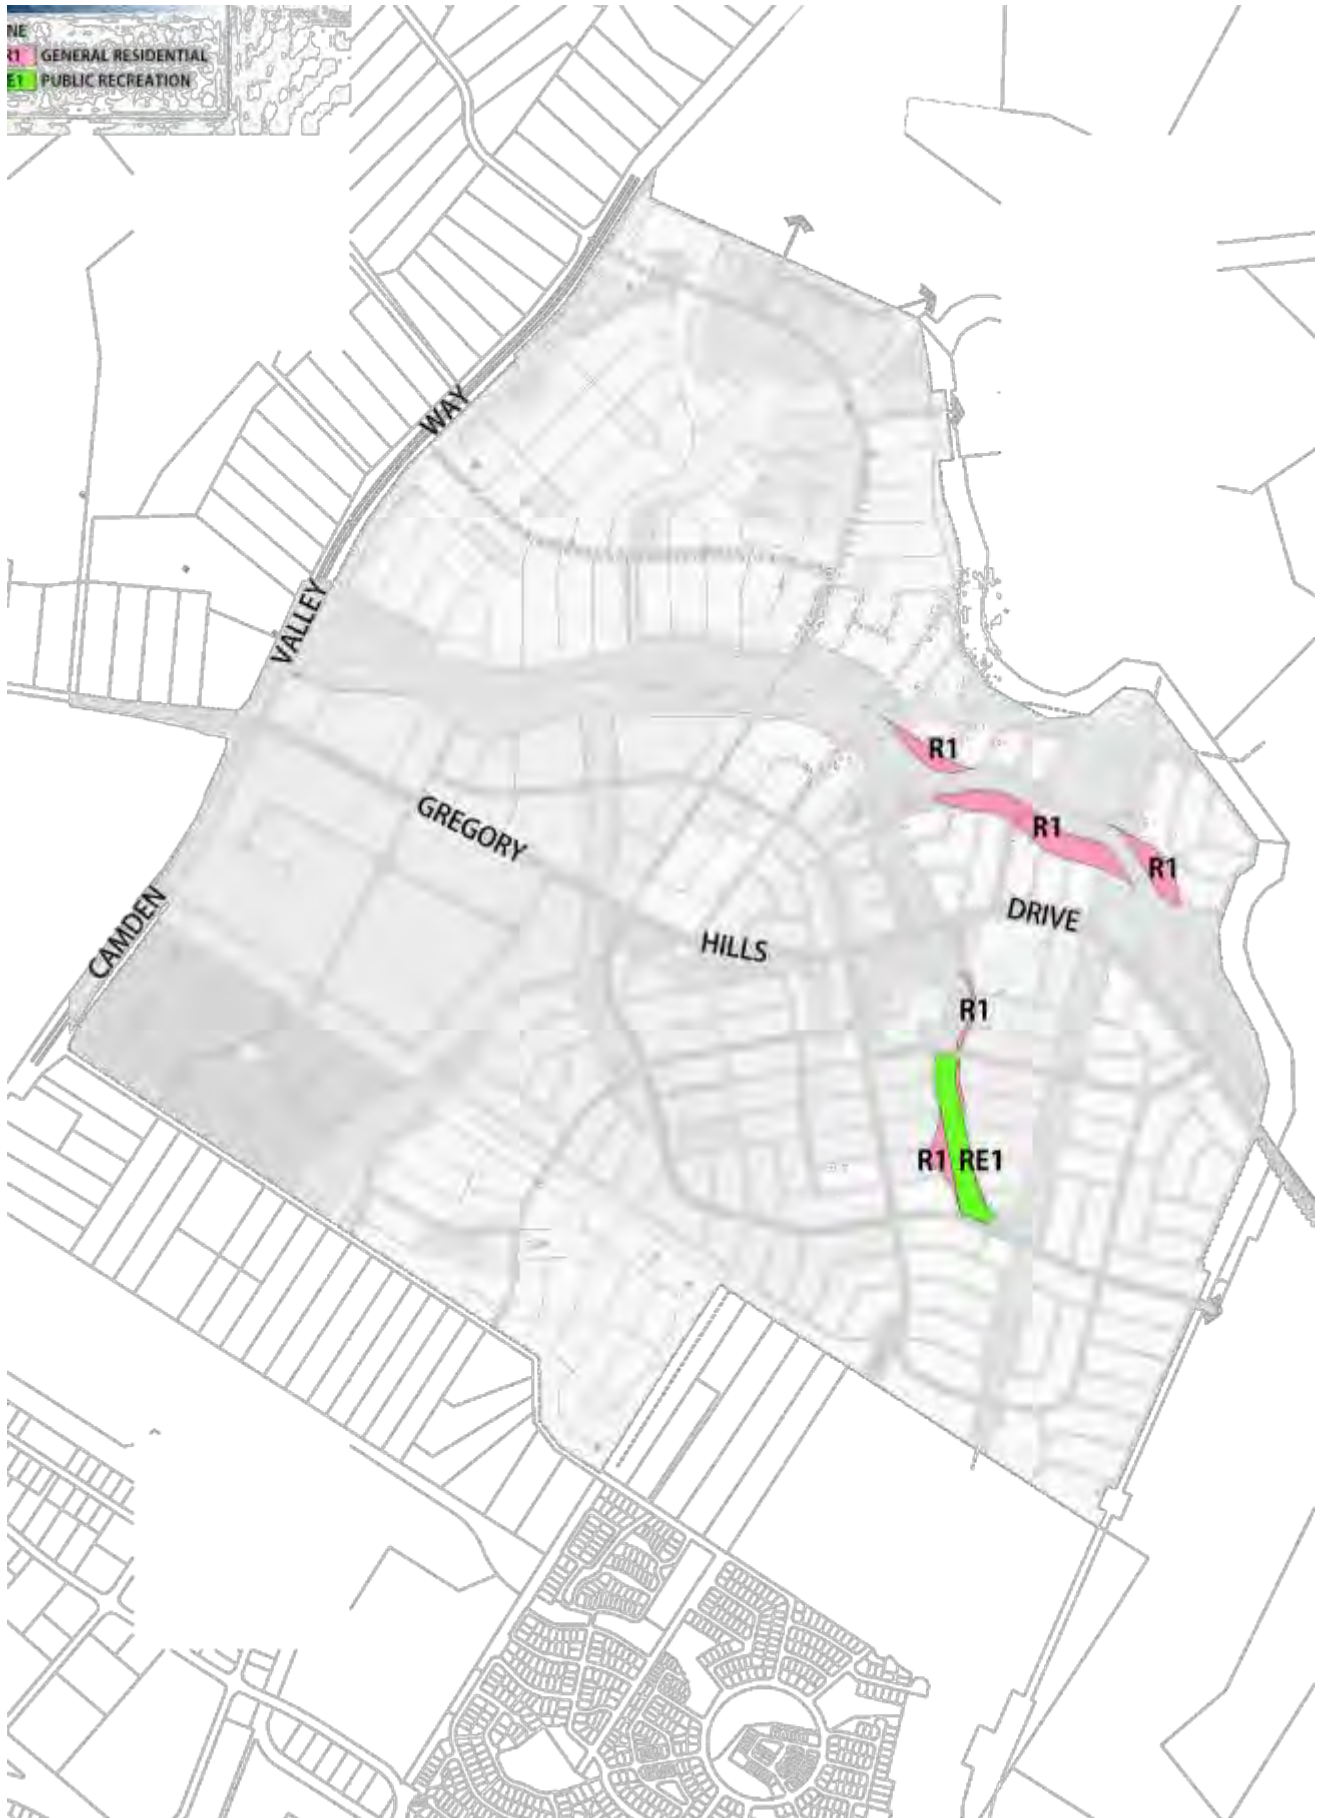 NE
R1 GENERAL RESIDENTIAL
E1 PUBLIC RECREATION
WAY
VALLEY
R1
GREGORY
R1
R1
CAMDEN
DRIVE
HILLS
R1
R1 RE1